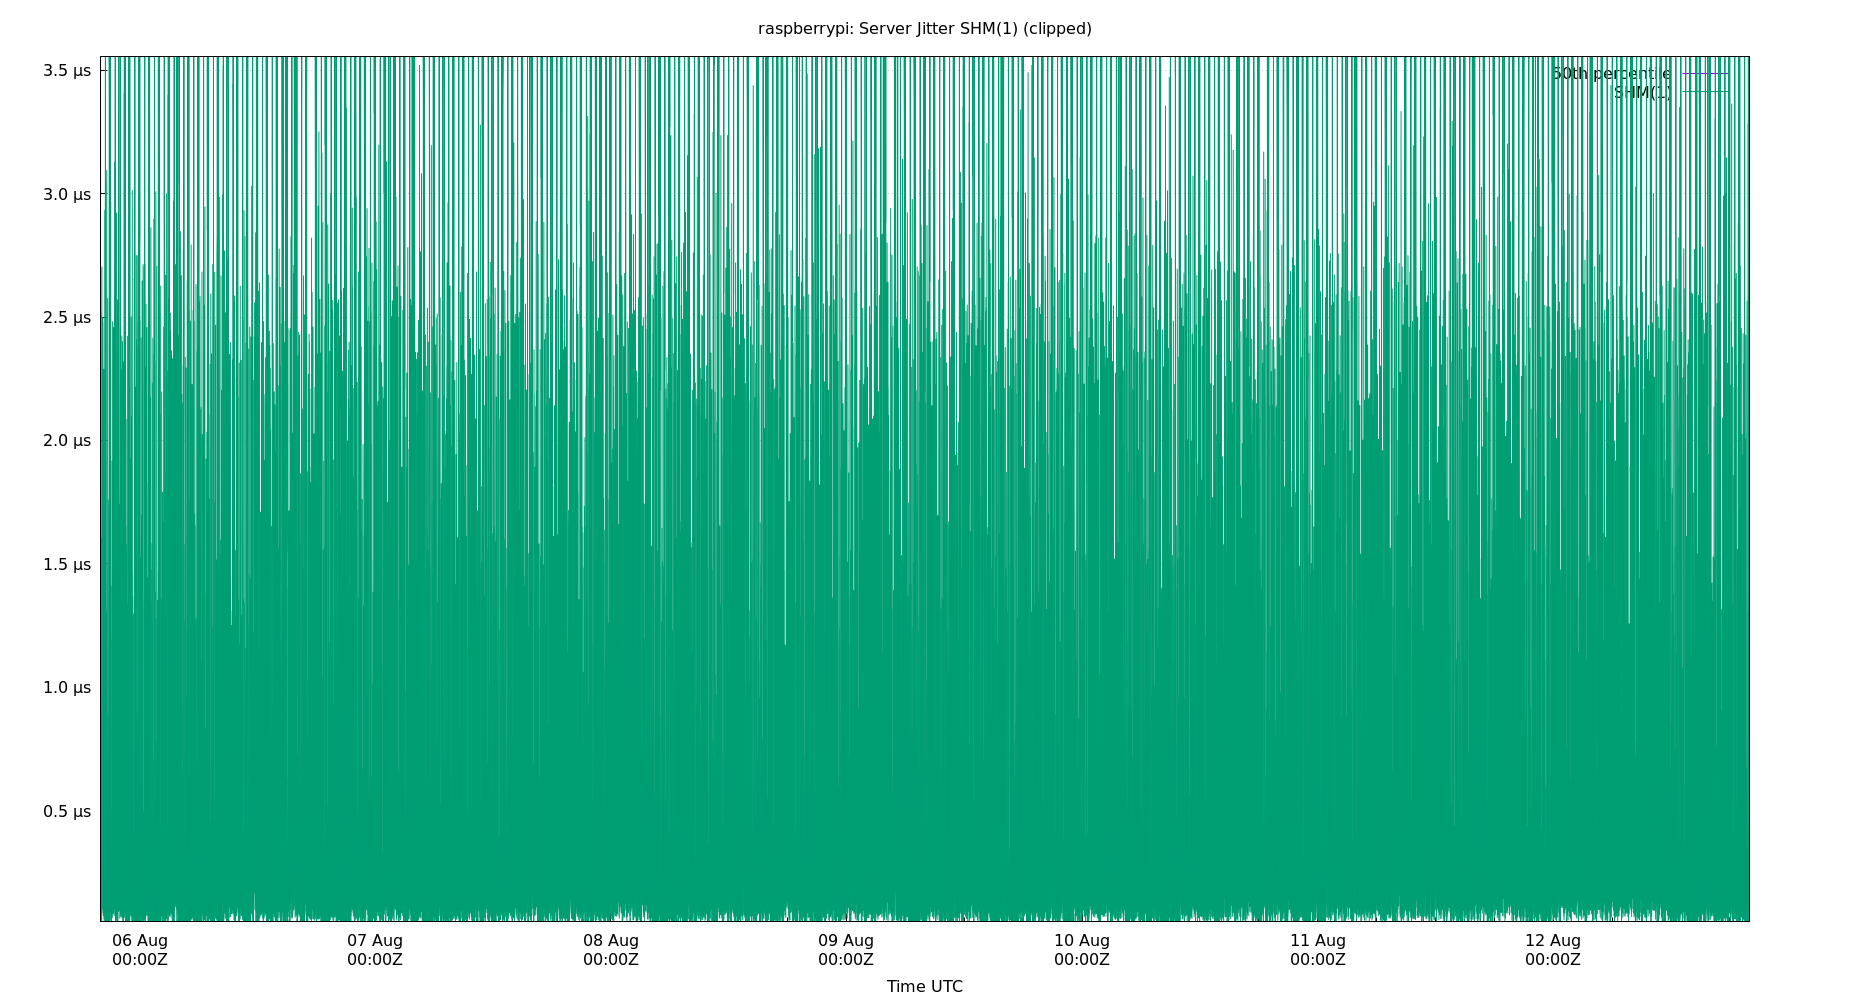 raspberrypi: Server Jitter SHM(1) (clipped)
3.5 µs
50th percentile
SHM(1)
3.0 µs
2.5 µs
2.0 µs
1.5 µs
1.0 µs
0.5 µs
06 Aug 07 Aug 08 Aug 09 Aug 10 Aug 11 Aug 12 Aug
00:00Z 00:00Z 00:00Z 00:00Z 00:00Z 00:00Z 00:00Z
Time UTC